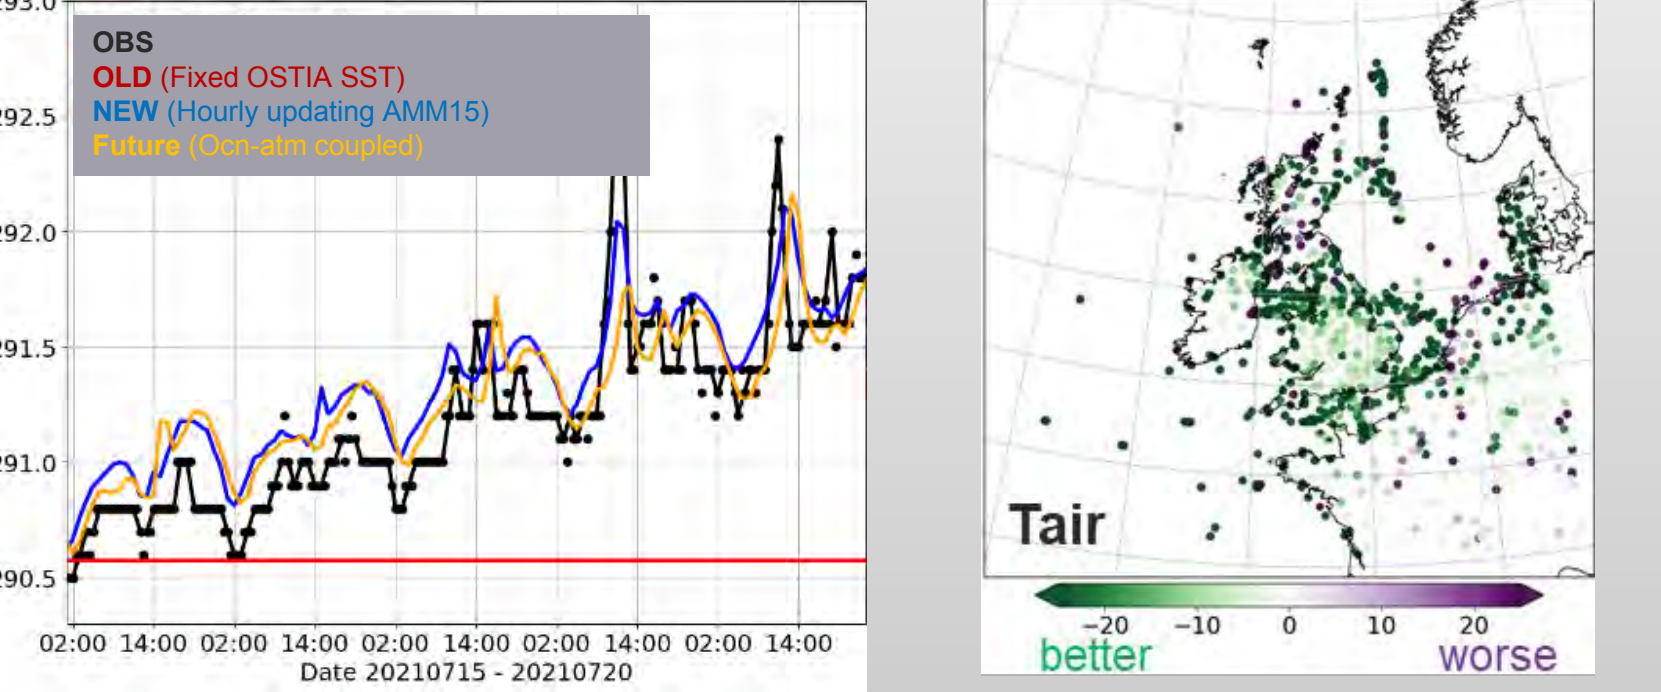 OBS
OLD (Fixed OSTIA SST)
NEW (Hourly updating AMM15)
Future (Ocn-atm coupled)
293.0
292.5
292.0
291.5
291.0
290.5
02:00 14:00 02:00 14:00 02:00 14:00 02:00 14:00 02:00 14:00
Date 20210715 - 20210720
Tair
−20 −10 0 10 20
better worse